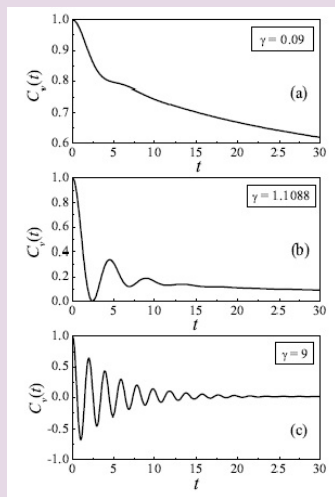 1.0
0.9
0.8
0.7
0.6
C_v(t)
γ = 0.09
(a)
0 5 10 15 20 25 30
t
1.0
0.8
0.6
0.4
0.2
0.0
C_v(t)
γ = 1.1088
(b)
0 5 10 15 20 25 30
t
1.0
0.5
0.0
-0.5
-1.0
C_v(t)
γ = 9
(c)
0 5 10 15 20 25 30
t